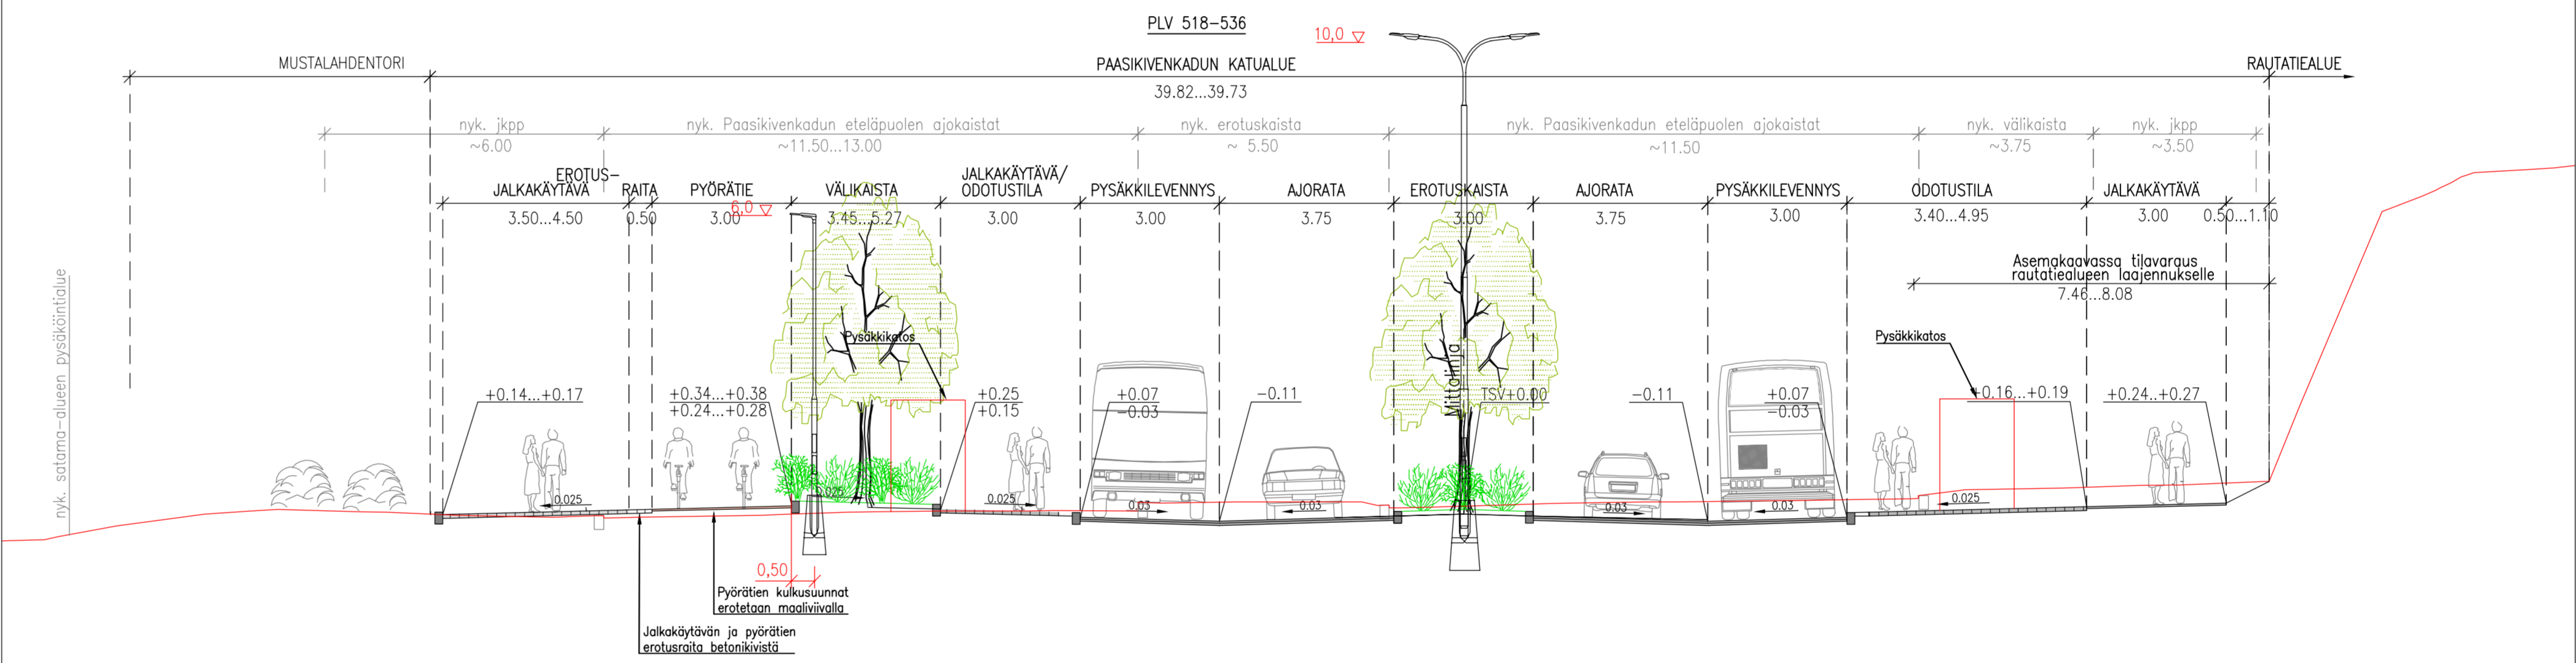 PLV 518-536
10,0
MUSTALAHDENTORI
PAASIKIVENKADUN KATUALUE
RAUTATIEALUE
39.82...39.73
nyk. jkpp
nyk. Paasikivenkadun eteläpuolen ajokaistat
nyk. erotuskaista
nyk. Paasikivenkadun eteläpuolen ajokaistat
nyk. välikaista
nyk. jkpp
~6.00
~11.50...13.00
~ 5.50
~11.50
~3.75
~3.50
JALKAKÄYTÄVÄ
EROTUS-
RAITA
PYÖRÄTIE
VÄLIKAISTA
JALKAKÄYTÄVÄ/
ODOTUSTILA
PYSÄKKILEVENNYS
AJORATA
EROTUSKAISTA
AJORATA
PYSÄKKILEVENNYS
ODOTUSTILA
JALKAKÄYTÄVÄ
3.50...4.50
0.50
3.00
6,0
3.45...5.27
3.00
3.00
3.75
3.00
3.75
3.00
3.40...4.95
3.00
0.50...1.10
Asemakaavassa tilavaraus
rautatiealueen laajennukselle
7.46...8.08
nyk. satama-alueen pysäköintialue
Pysäkkikatos
Mittalinja
Pysäkkikatos
+0.14...+0.17
+0.34...+0.38
+0.24...+0.28
+0.25
+0.15
+0.07
-0.03
-0.11
TSV+0.00
-0.11
+0.07
-0.03
+0.16...+0.19
+0.24..+0.27
0.025
0.025
0.025
0.03
0.03
0.03
0.03
0.025
0,50
Pyörätien kulkusuunnat
erotetaan maaliviivalla
Jalkakäytävän ja pyörätien
erotusraita betonikivistä